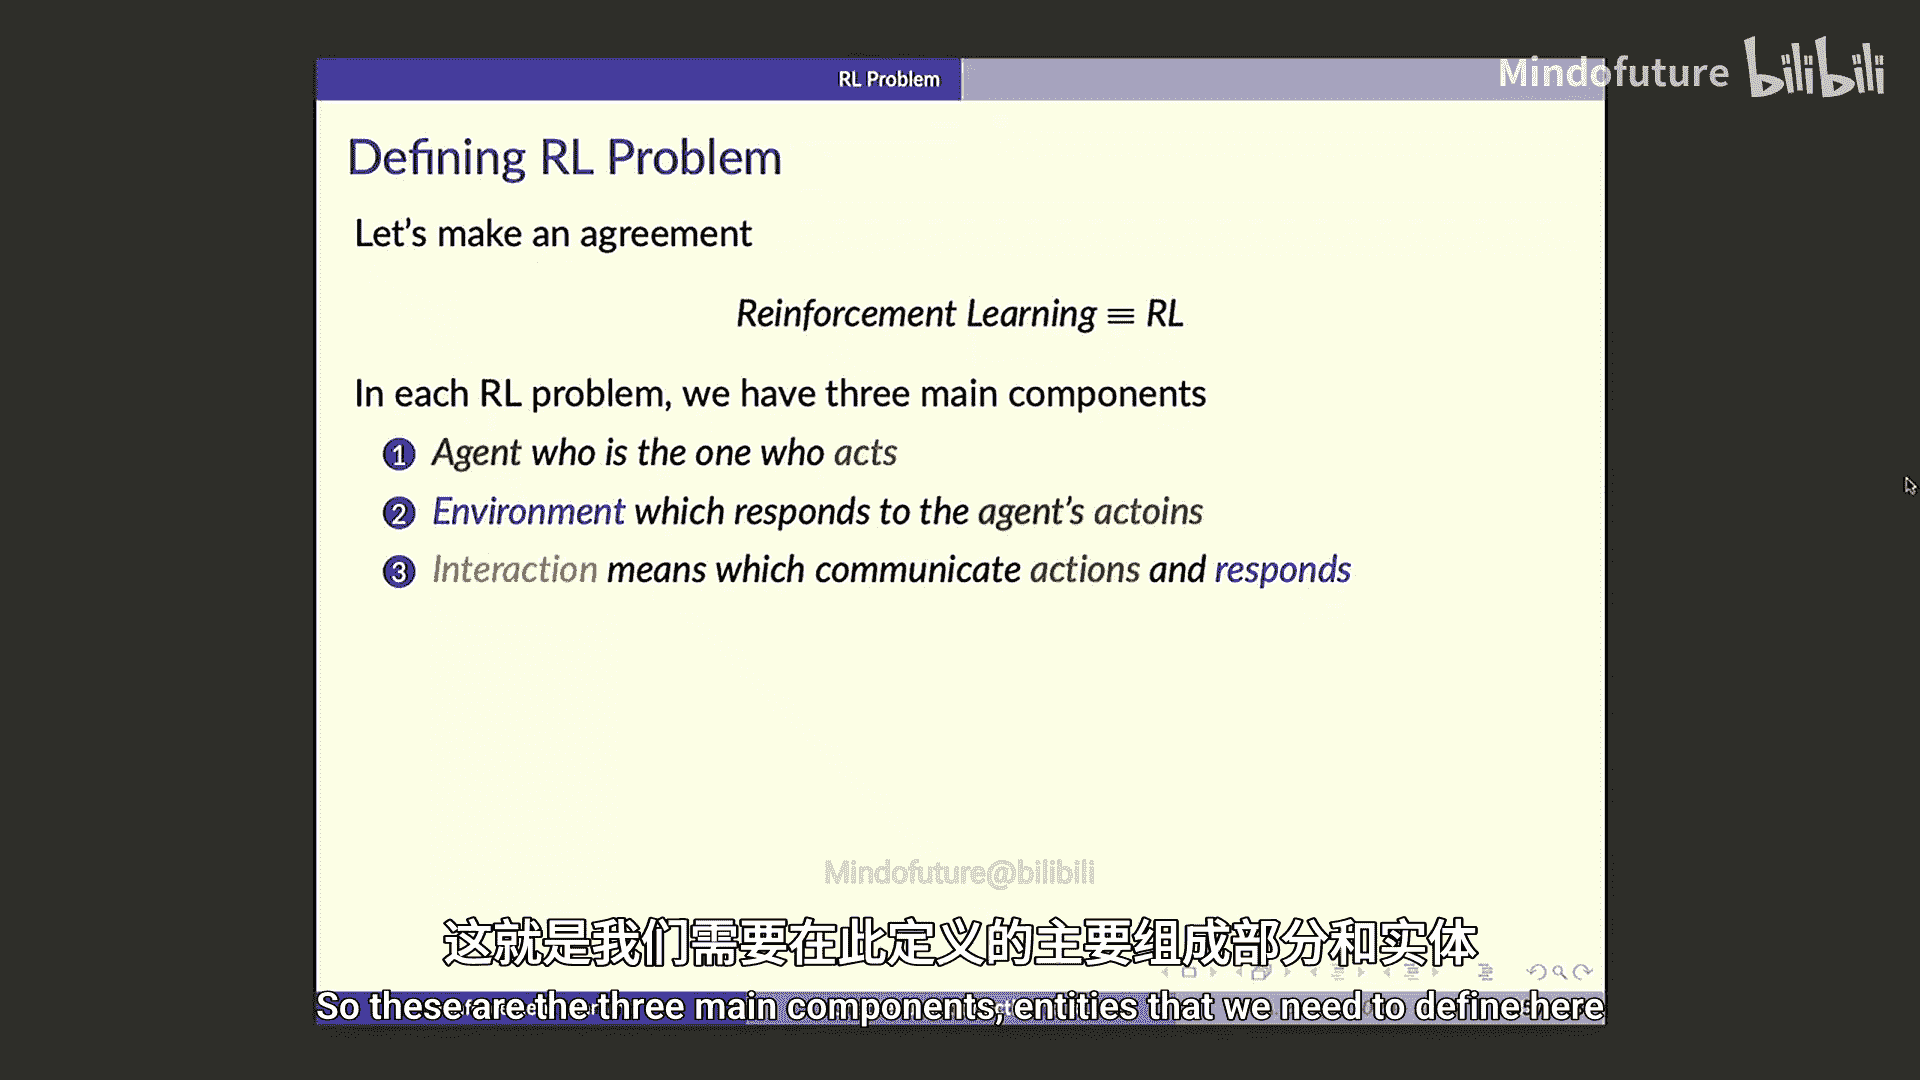 RL Problem
Mindofuture bilibili
Defining RL Problem
Let's make an agreement
Reinforcement Learning ≡ RL
In each RL problem, we have three main components
1 Agent who is the one who acts
2 Environment which responds to the agent's actoins
3 Interaction means which communicate actions and responds
Mindofuture@bilibili
这就是我们需要在此定义的主要组成部分和实体
So these are the three main components, entities that we need to define here